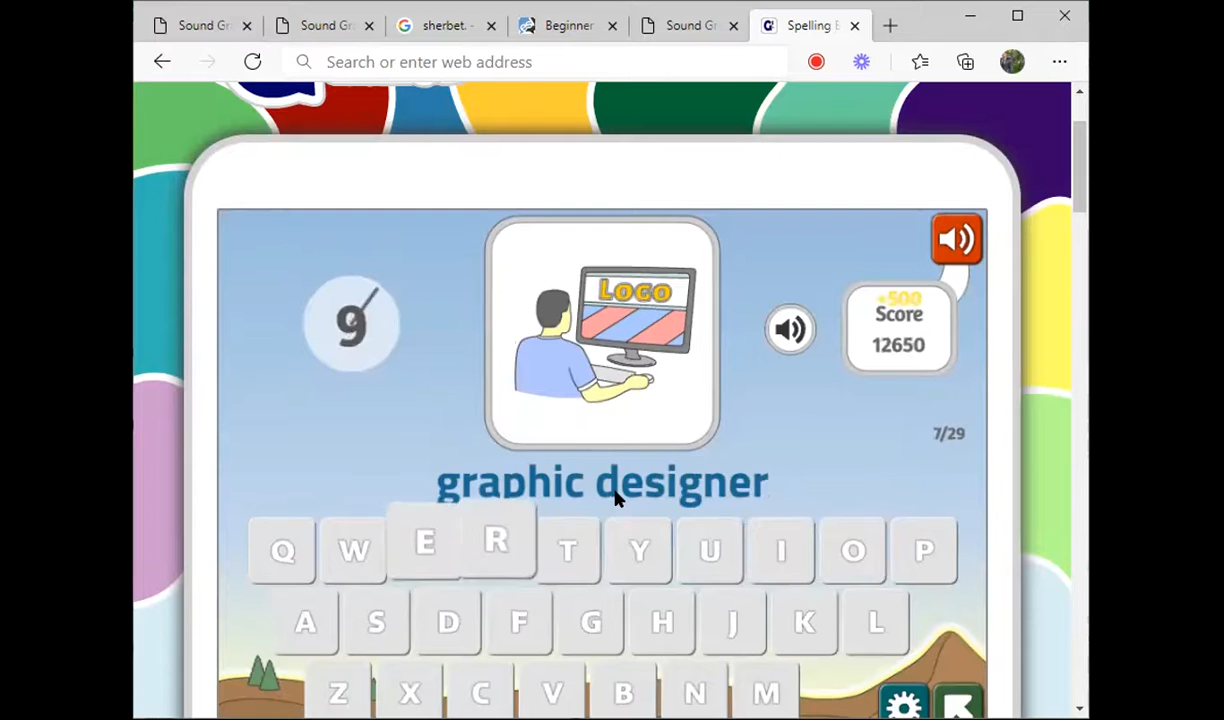 Sound Gr
Sound Gr
sherbet. -
Beginner
Sound Gr
Spelling
Search or enter web address
9
LOGO
+500
Score
12650
7/29
graphic designer
Q W E R T Y U I O P
A S D F G H J K L
Z X C V B N M